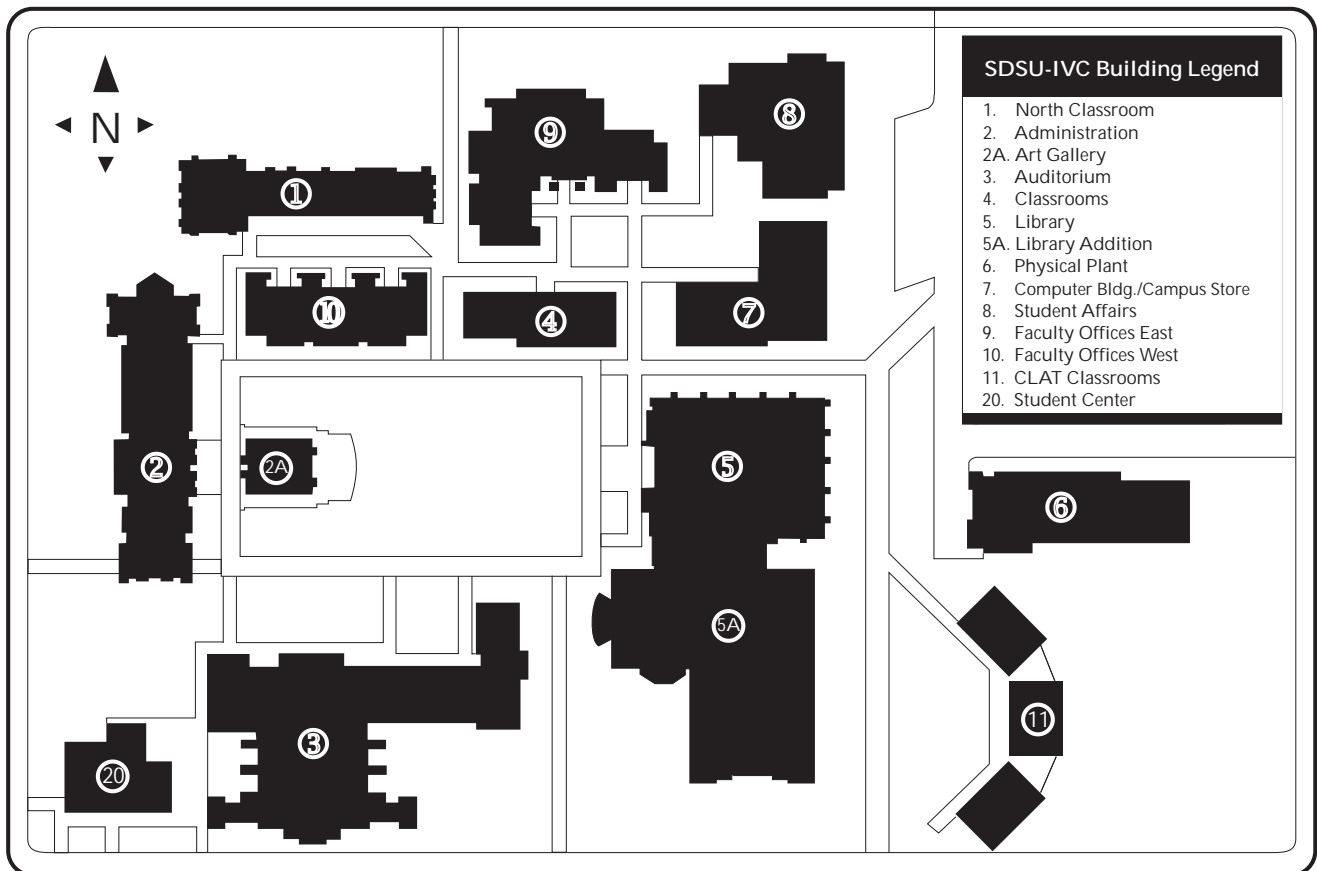 N
SDSU-IVC Building Legend
1. North Classroom
2. Administration
2A. Art Gallery
3. Auditorium
4. Classrooms
5. Library
5A. Library Addition
6. Physical Plant
7. Computer Bldg./Campus Store
8. Student Affairs
9. Faculty Offices East
10. Faculty Offices West
11. CLAT Classrooms
20. Student Center
8
9
1
10
4
7
2
2A
5
6
5A
11
3
20